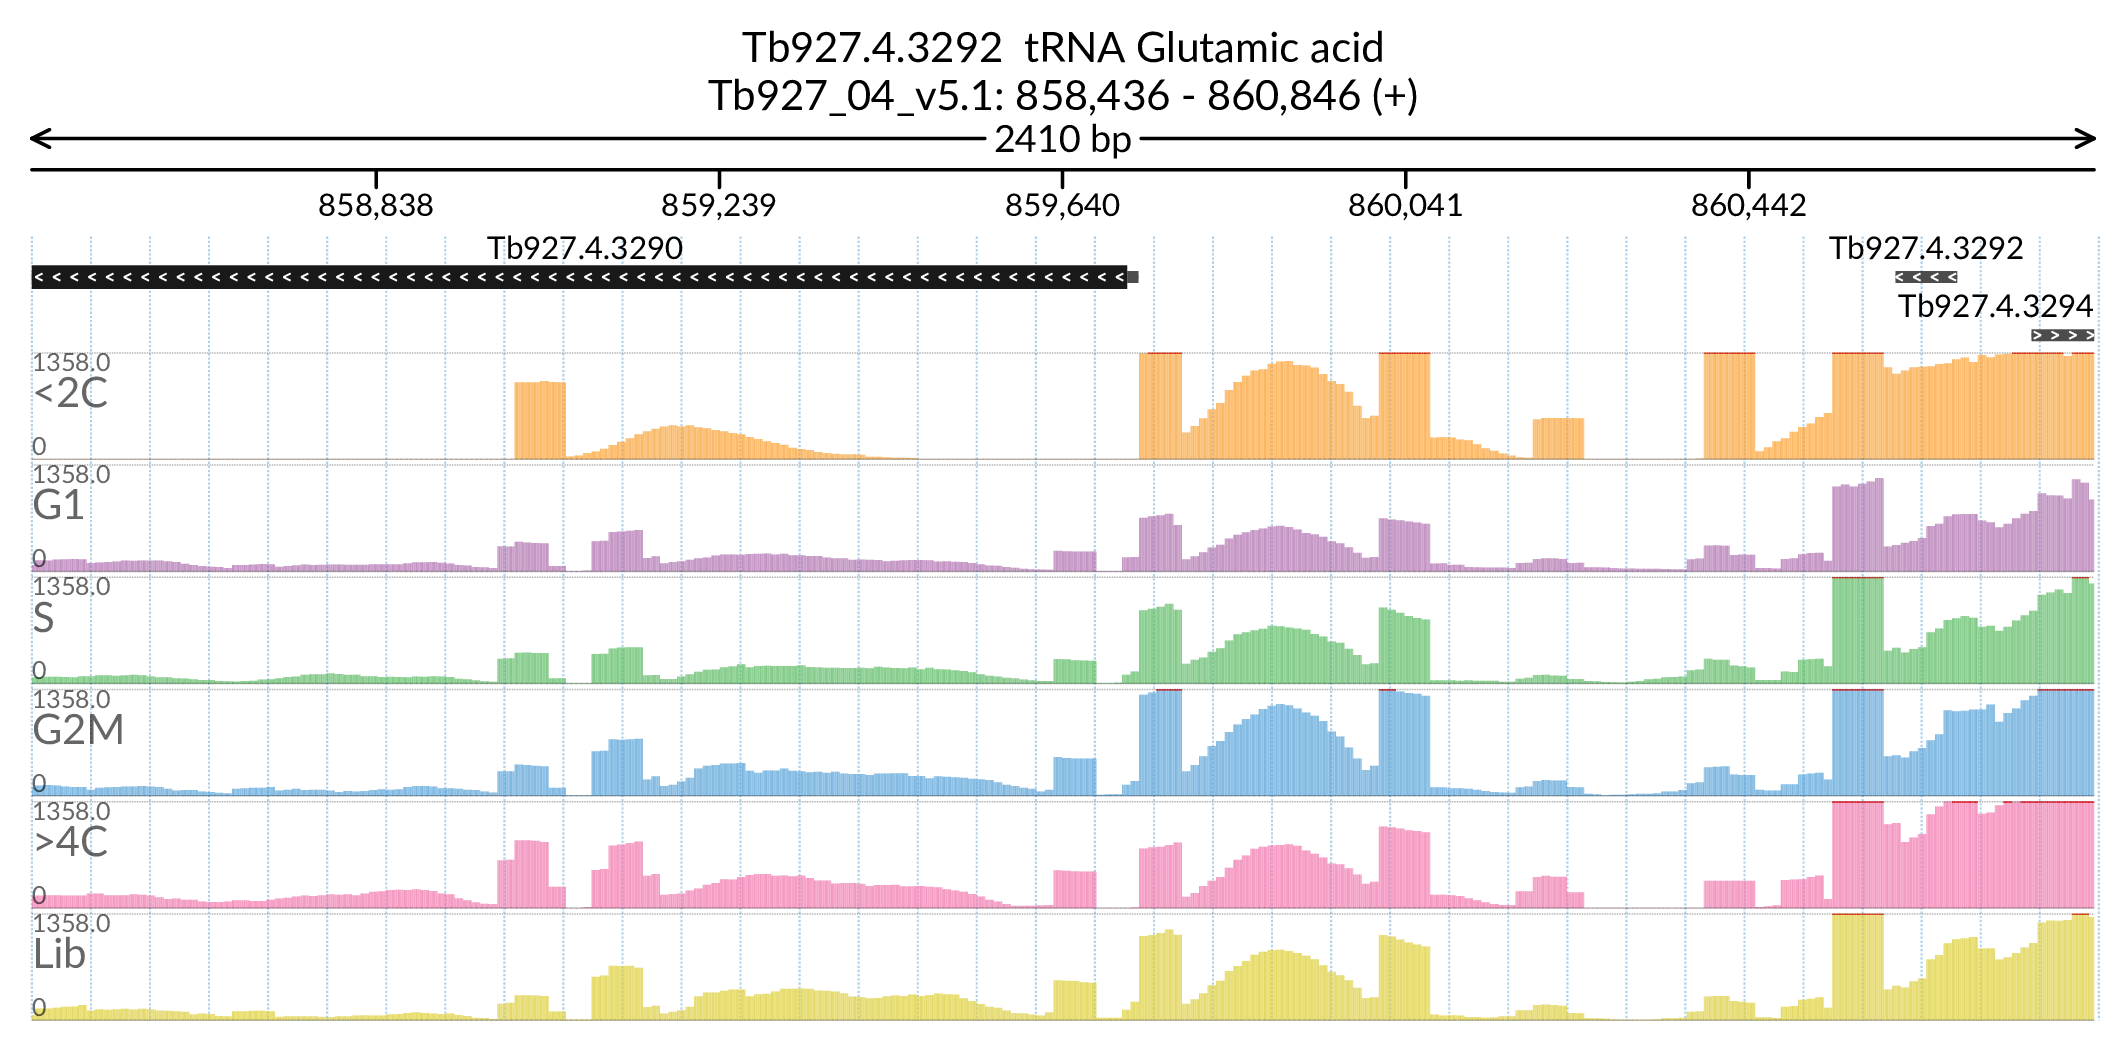 Tb927.4.3292 tRNA Glutamic acid
Tb927_04_v5.1: 858,436 - 860,846 (+)
2410 bp
858,838 859,239 859,640 860,041 860,442
Tb927.4.3290 Tb927.4.3292
Tb927.4.3294
1358.0
<2C
0
1358.0
G1
0
1358.0
S
0
1358.0
G2M
0
1358.0
>4C
0
1358.0
Lib
0